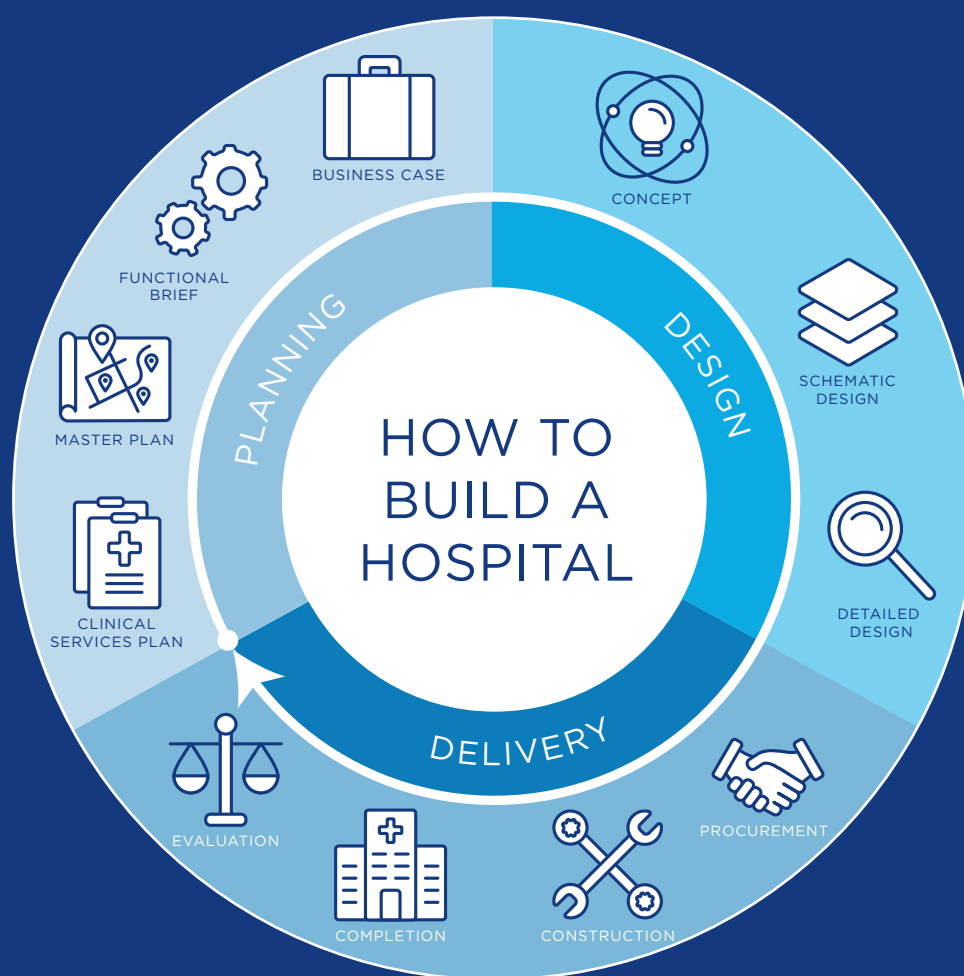 HOW TO
BUILD A
HOSPITAL
PLANNING
CLINICAL
SERVICES PLAN
MASTER PLAN
FUNCTIONAL
BRIEF
BUSINESS CASE
DESIGN
CONCEPT
SCHEMATIC
DESIGN
DETAILED
DESIGN
DELIVERY
PROCUREMENT
CONSTRUCTION
COMPLETION
EVALUATION